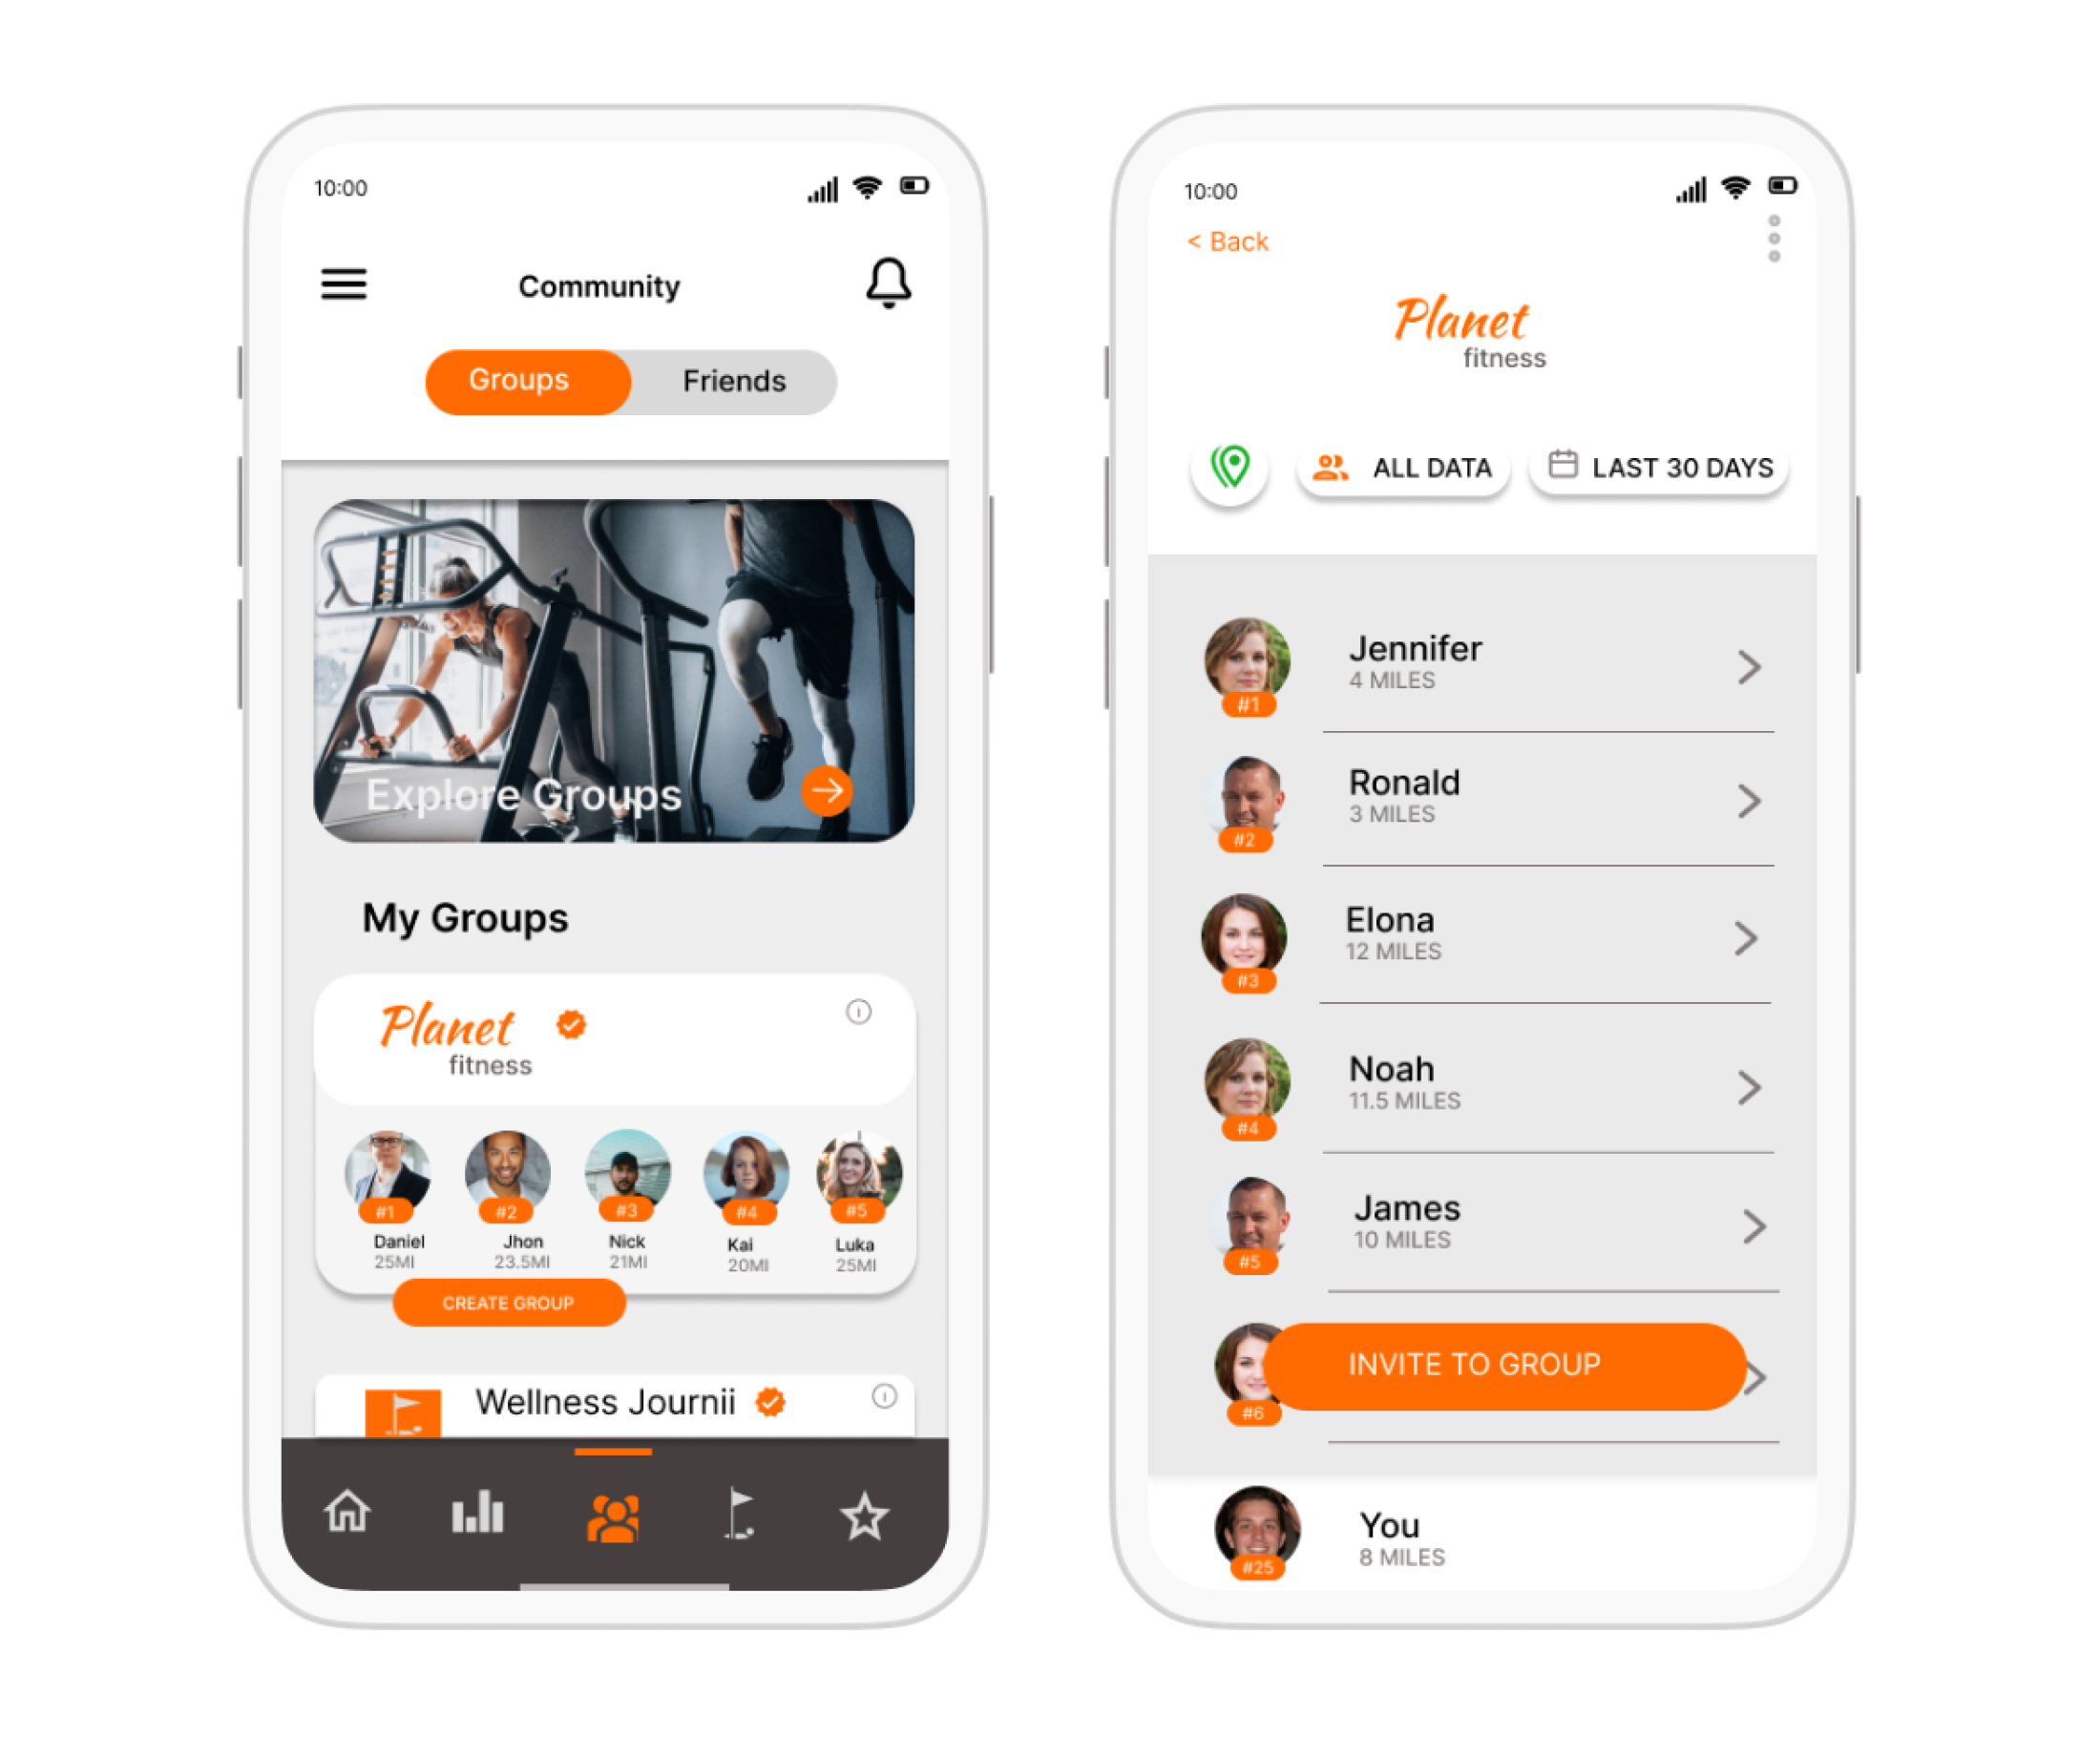 10:00
Community
Groups
Friends
Explore Groups
My Groups
Planet
fitness
#1
#2
#3
#4
#5
Daniel
Jhon
Nick
Kai
Luka
25MI
23.5MI
21MI
20MI
25MI
CREATE GROUP
Wellness Journii
10:00
< Back
Planet
fitness
ALL DATA
LAST 30 DAYS
Jennifer
4 MILES
#1
Ronald
3 MILES
#2
Elona
12 MILES
#3
Noah
11.5 MILES
#4
James
10 MILES
#5
INVITE TO GROUP
#6
You
8 MILES
#25